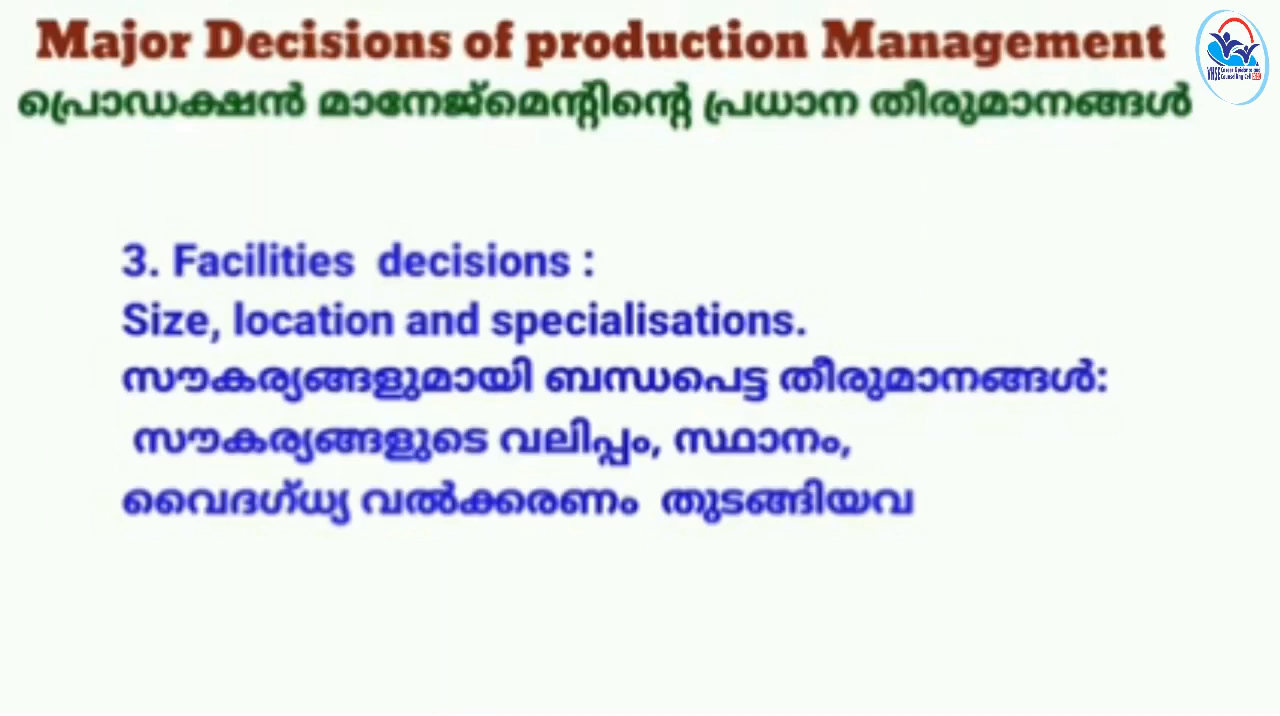 Major Decisions of production Management
പ്രൊഡക്ഷൻ മാനേജ്മെന്റിന്റെ പ്രധാന തീരുമാനങ്ങൾ
3. Facilities decisions :
Size, location and specialisations.
സൗകര്യങ്ങളുമായി ബന്ധപെട്ട തീരുമാനങ്ങൾ:
സൗകര്യങ്ങളുടെ വലിപ്പം, സ്ഥാനം,
വൈദഗ്ധ്യ വൽക്കരണം തുടങ്ങിയവ